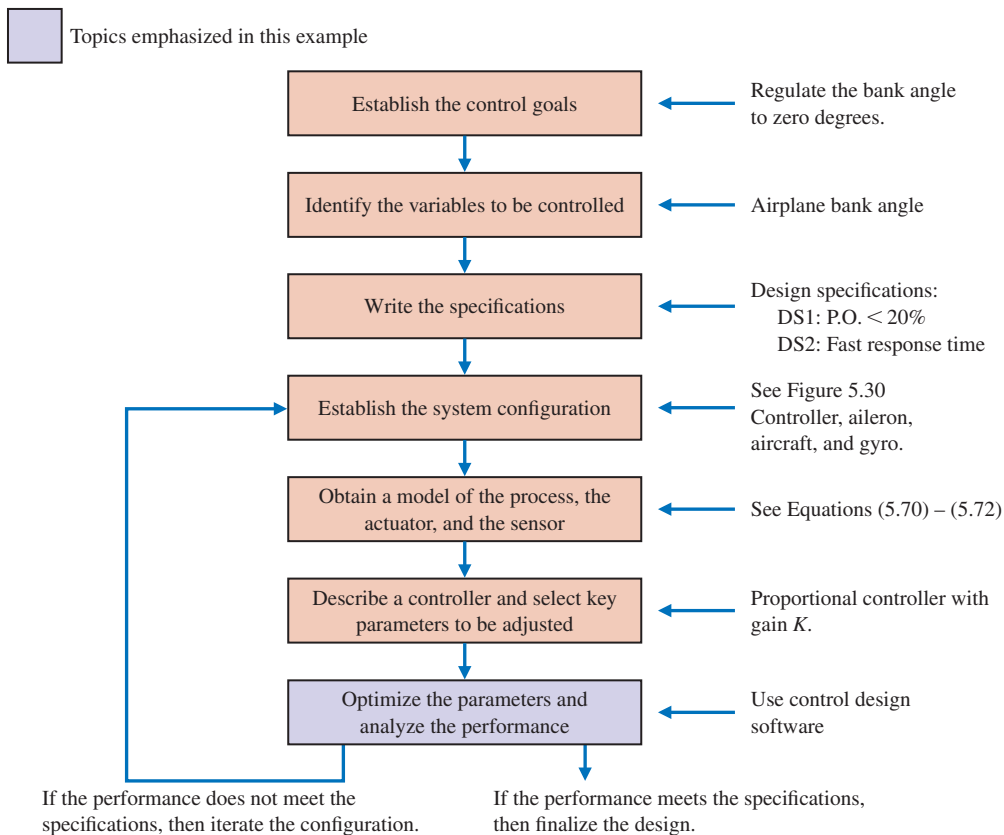 Topics emphasized in this example
Establish the control goals
Regulate the bank angle
to zero degrees.
Identify the variables to be controlled
Airplane bank angle
Write the specifications
Design specifications:
DS1: P.O. < 20%
DS2: Fast response time
Establish the system configuration
See Figure 5.30
Controller, aileron,
aircraft, and gyro.
Obtain a model of the process, the
actuator, and the sensor
See Equations (5.70) – (5.72)
Describe a controller and select key
parameters to be adjusted
Proportional controller with
gain K.
Optimize the parameters and
analyze the performance
Use control design
software
If the performance does not meet the
specifications, then iterate the configuration.
If the performance meets the specifications,
then finalize the design.